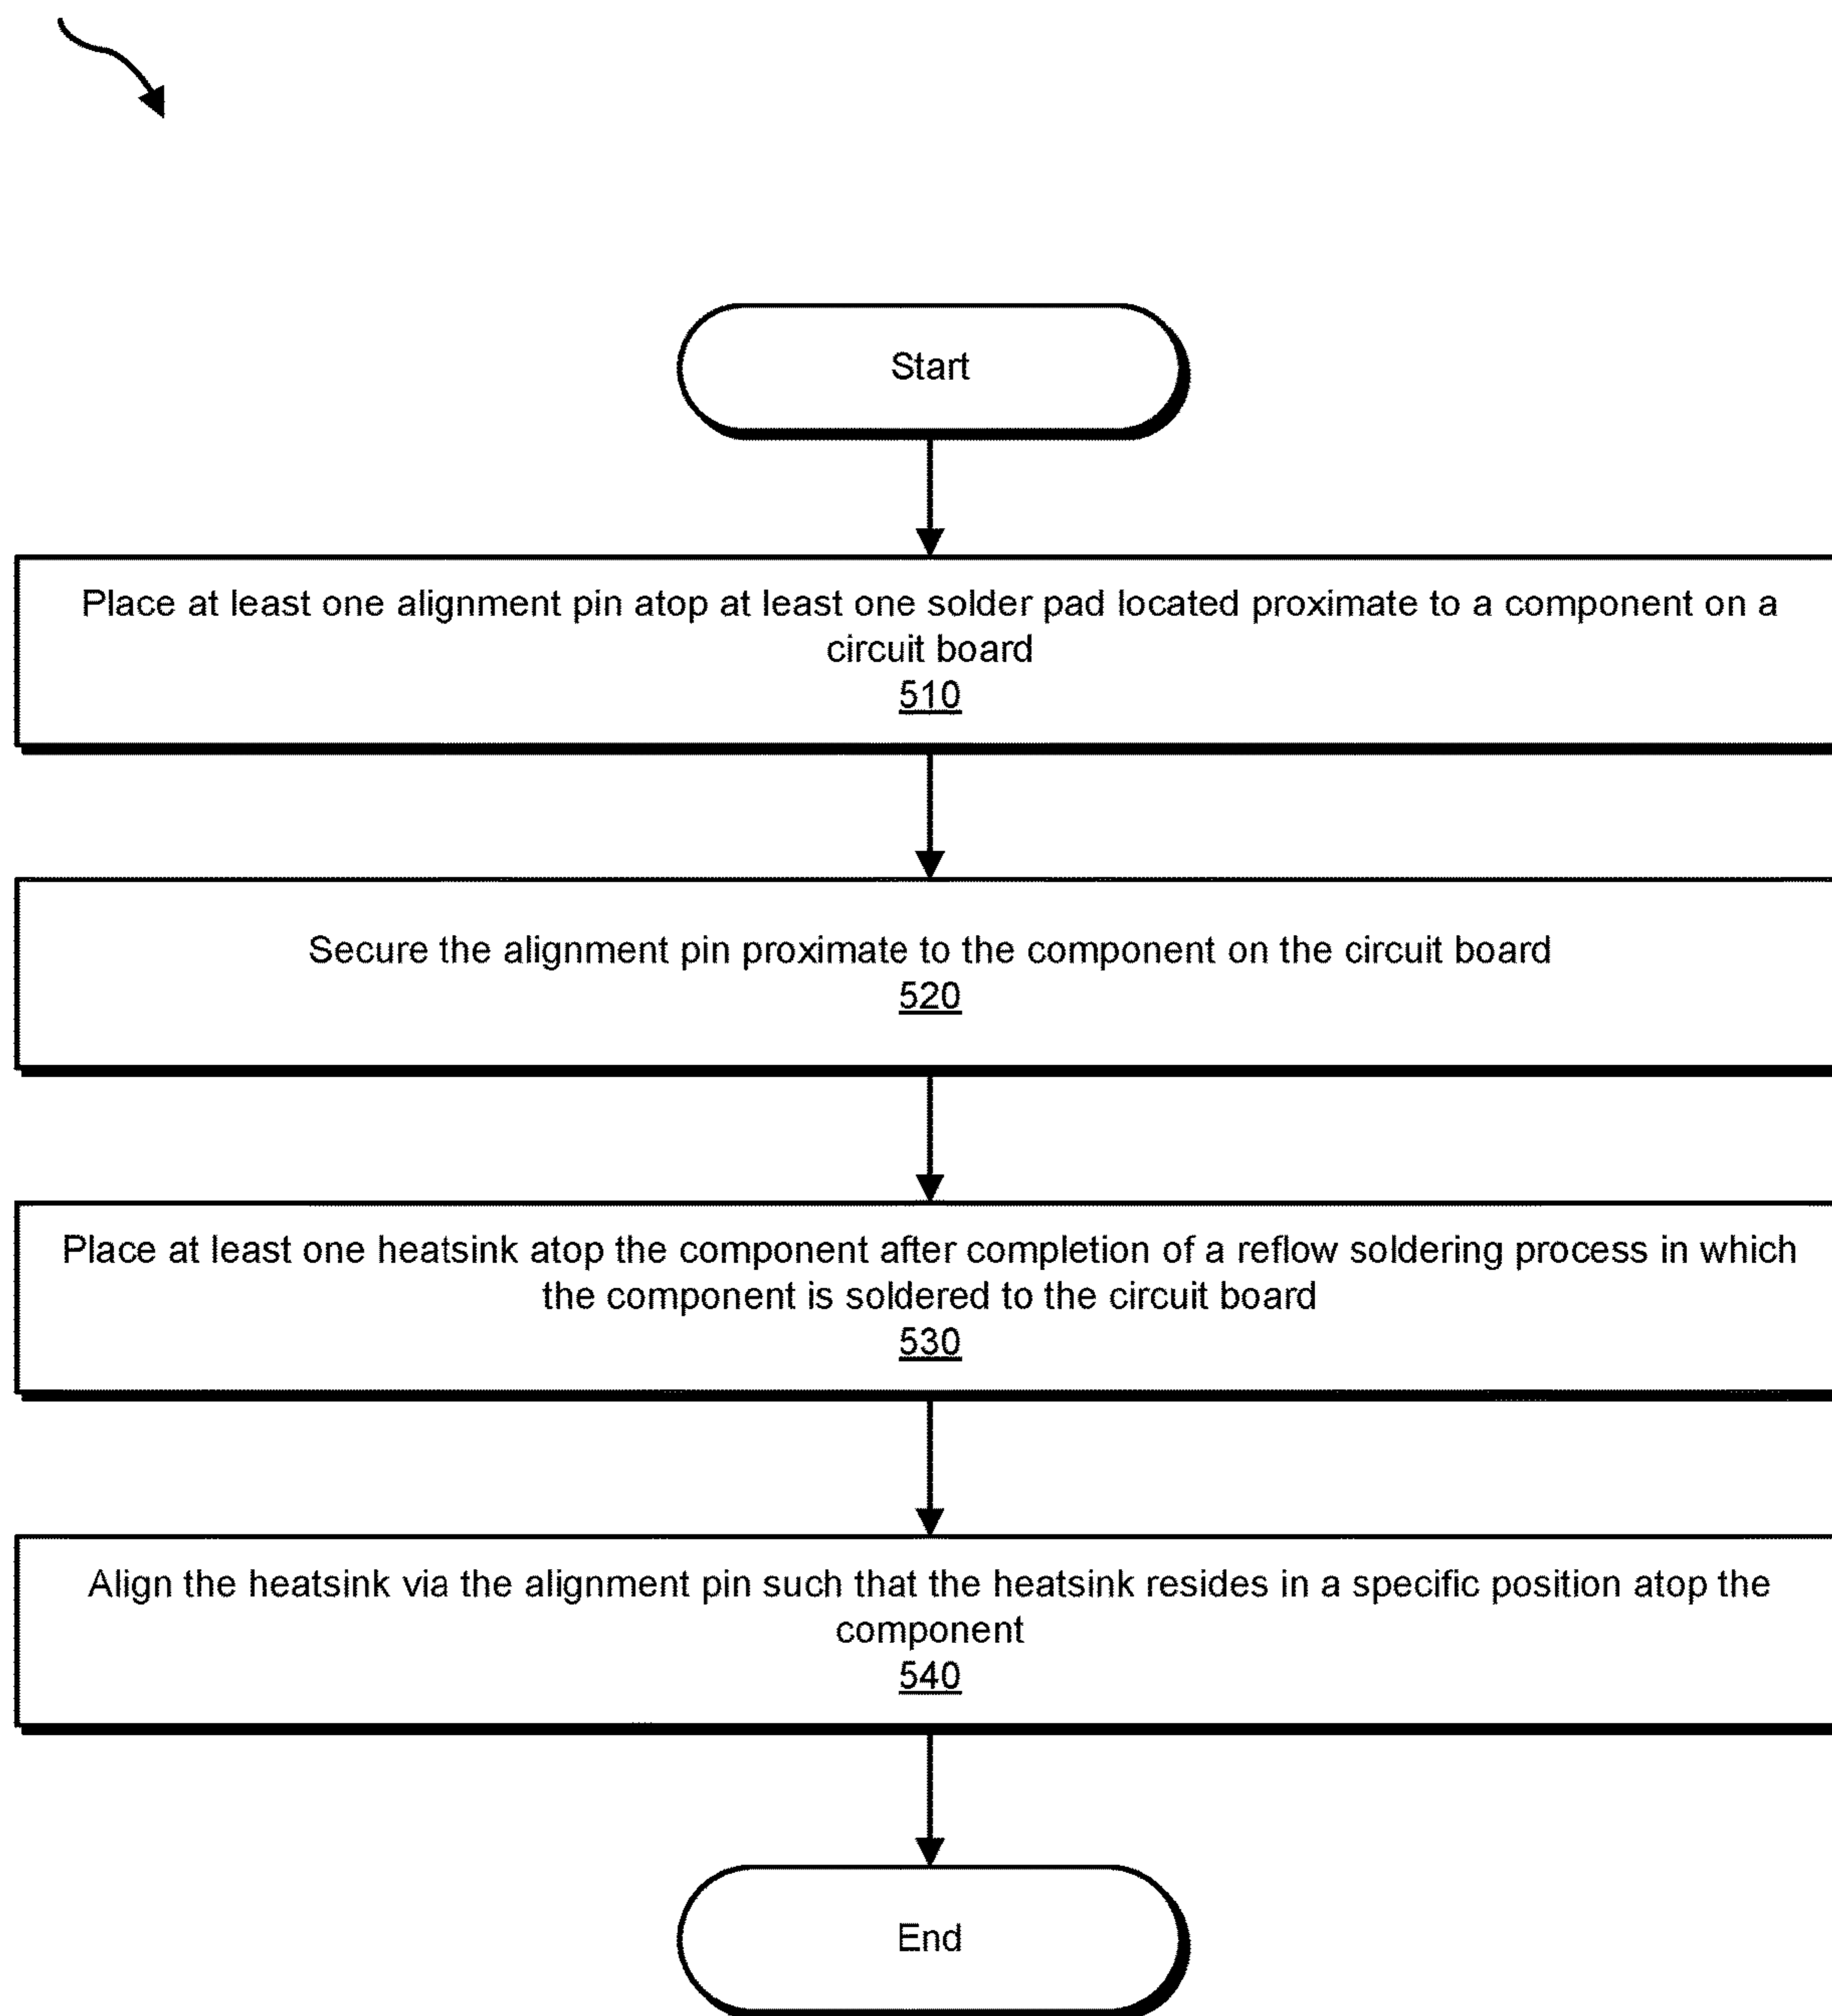 Start
Place at least one alignment pin atop at least one solder pad located proximate to a component on a
circuit board
510
Secure the alignment pin proximate to the component on the circuit board
520
Place at least one heatsink atop the component after completion of a reflow soldering process in which
the component is soldered to the circuit board
530
Align the heatsink via the alignment pin such that the heatsink resides in a specific position atop the
component
540
End